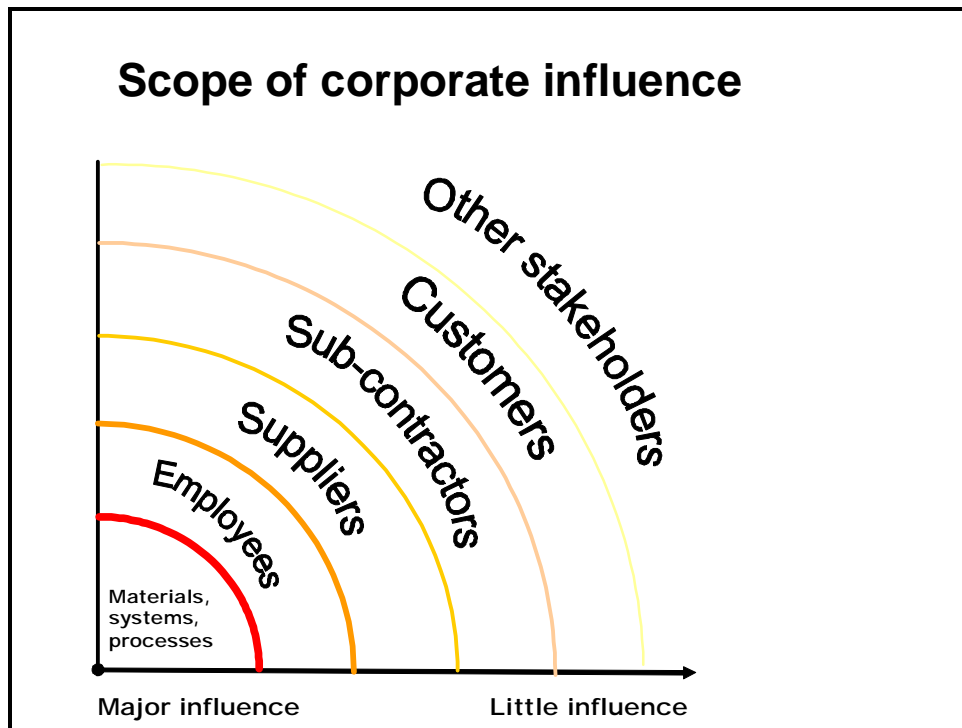 Scope of corporate influence
Other stakeholders
Customers
Sub-contractors
Suppliers
Employees
Materials,
systems,
processes
Major influence
Little influence